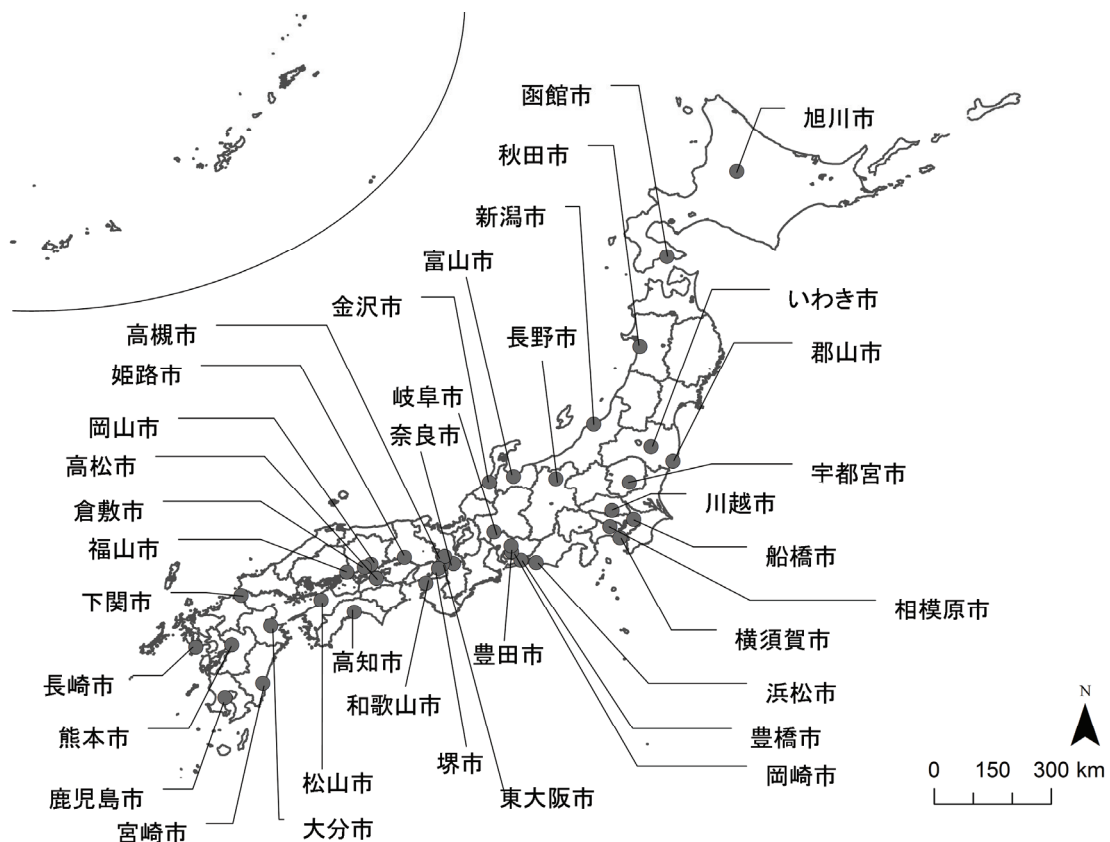 函館市
旭川市
秋田市
新潟市
富山市
いわき市
金沢市
高槻市
長野市
郡山市
姫路市
岐阜市
岡山市
奈良市
高松市
宇都宮市
川越市
倉敷市
福山市
船橋市
下関市
相模原市
横須賀市
豊田市
高知市
長崎市
浜松市
和歌山市
熊本市
豊橋市
堺市
岡崎市
松山市
鹿児島市
東大阪市
宮崎市
大分市
N
0 150 300 km